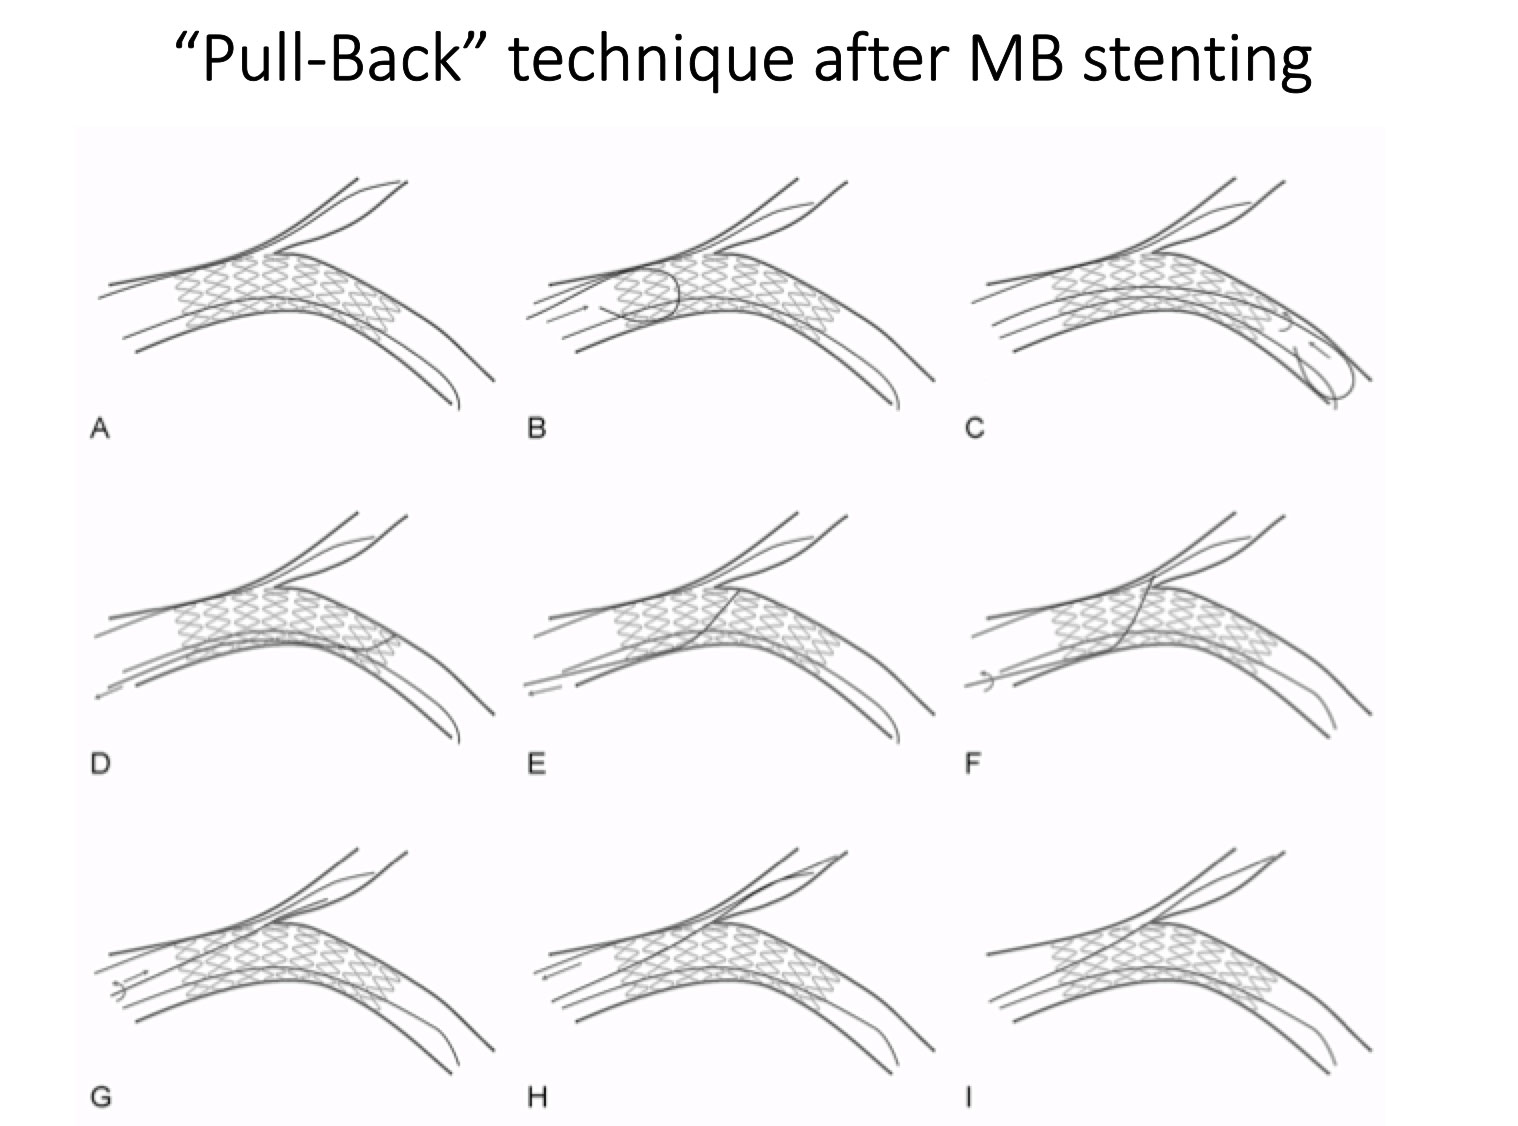 “Pull-Back” technique after MB stenting
A
B
C
D
E
F
G
H
I